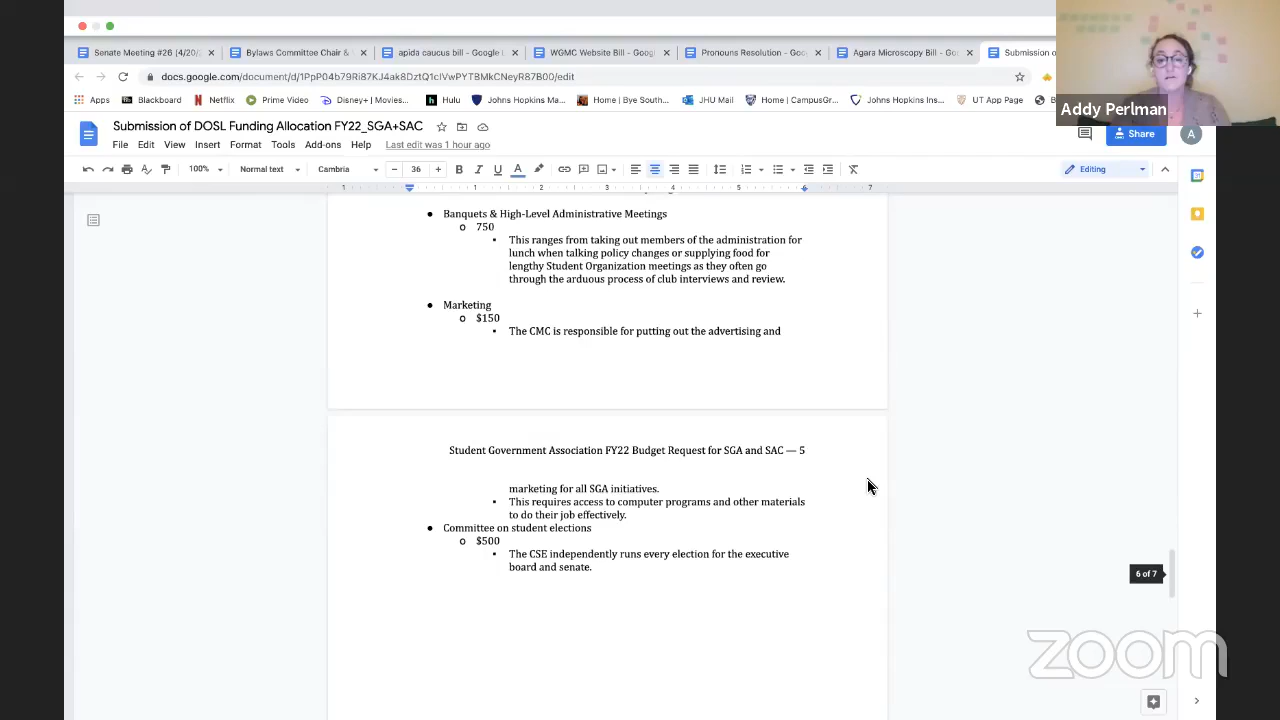 Senate Meeting #26 (4/20/
Bylaws Committee Chair &
apida caucus bill - Google
WGMC Website Bill - Goog
Pronouns Resolution - Goo
Agara Microscopy Bill - Go
Submission of
docs.google.com/document/d/1PpP04b79Ri87KJ4ak8DztQ1clVwPYT8MkCNeyR87B00/edit
Apps
Blackboard
Netflix
Prime Video
Disney+ | Movies...
Hulu
Johns Hopkins Ma...
Home | Bye South...
JHU Mail
Home | CampusGr...
Johns Hopkins Ins...
UT App Page
Addy Perlman
Submission of DOSL Funding Allocation FY22_SGA+SAC
File Edit View Insert Format Tools Add-ons Help Last edit was 1 hour ago
Share
A
100% Normal text Cambria 36 Editing
1 1 2 3 4 5 7
• Banquets & High-Level Administrative Meetings
o 750
▪ This ranges from taking out members of the administration for
lunch when talking policy changes or supplying food for
lengthy Student Organization meetings as they often go
through the arduous process of club interviews and review.
• Marketing
o $150
▪ The CMC is responsible for putting out the advertising and
Student Government Association FY22 Budget Request for SGA and SAC — 5
marketing for all SGA initiatives.
▪ This requires access to computer programs and other materials
to do their job effectively.
• Committee on student elections
o $500
▪ The CSE independently runs every election for the executive
board and senate.
6 of 7
zoom